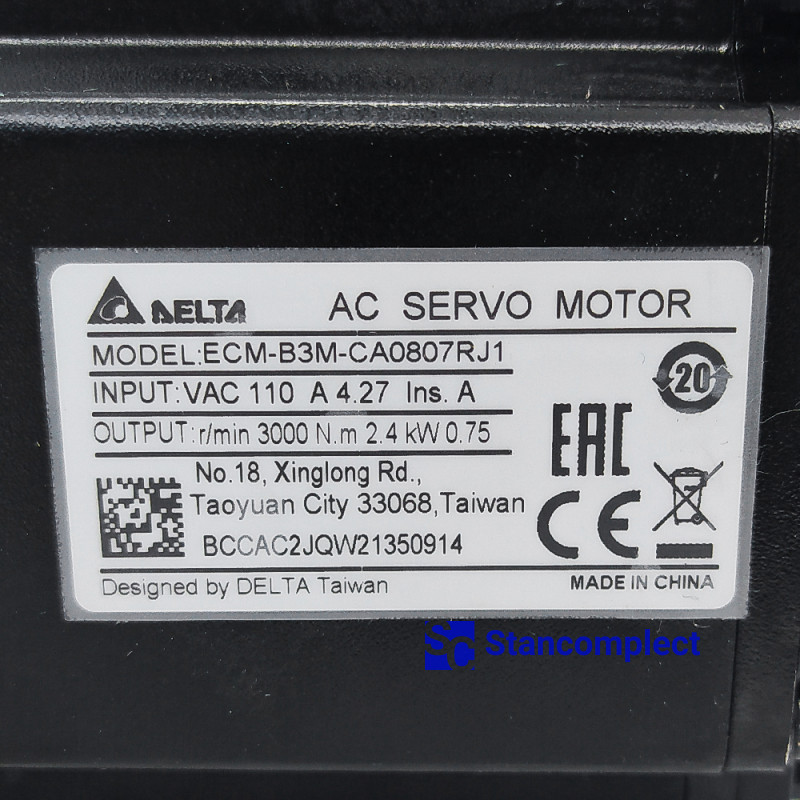 DELTA AC SERVO MOTOR
MODEL:ECM-B3M-CA0807RJ1
INPUT:VAC 110 A 4.27 Ins. A
OUTPUT:r/min 3000 N.m 2.4 kW 0.75
20
EAC
No.18, Xinglong Rd.,
Taoyuan City 33068,Taiwan
CE
BCCAC2JQW21350914
Designed by DELTA Taiwan
MADE IN CHINA
Stancomplect